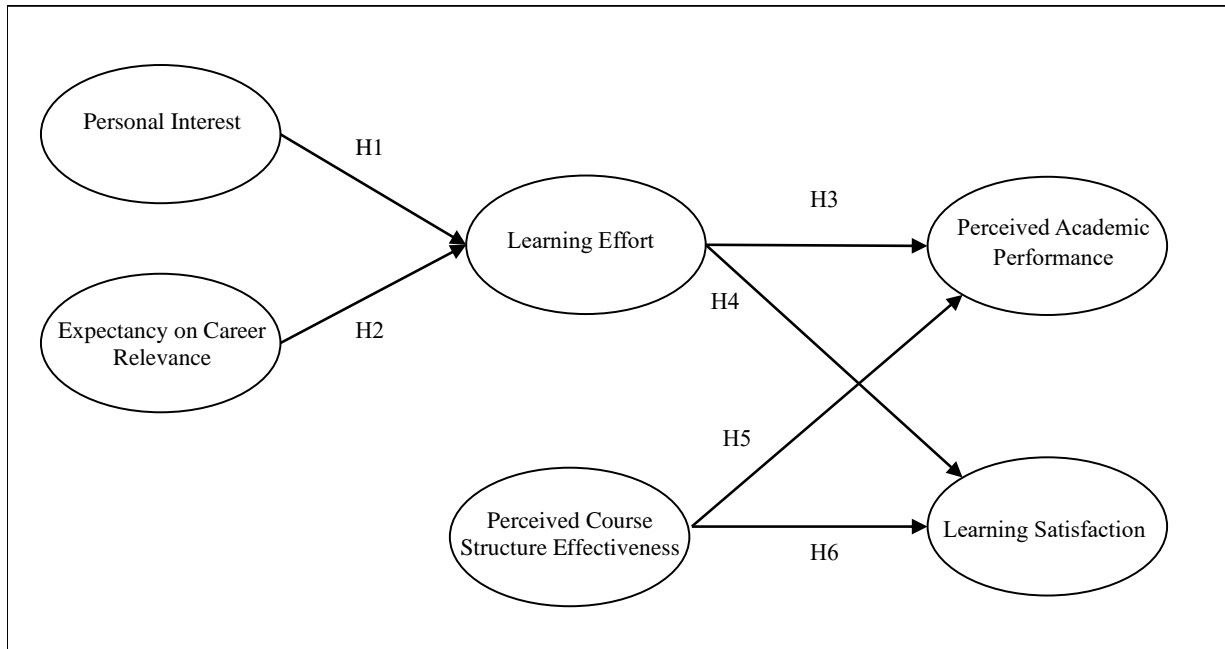 Personal Interest
H1
Expectancy on Career
Relevance
H2
Learning Effort
H3
Perceived Academic
Performance
H4
H5
Perceived Course
Structure Effectiveness
H6
Learning Satisfaction